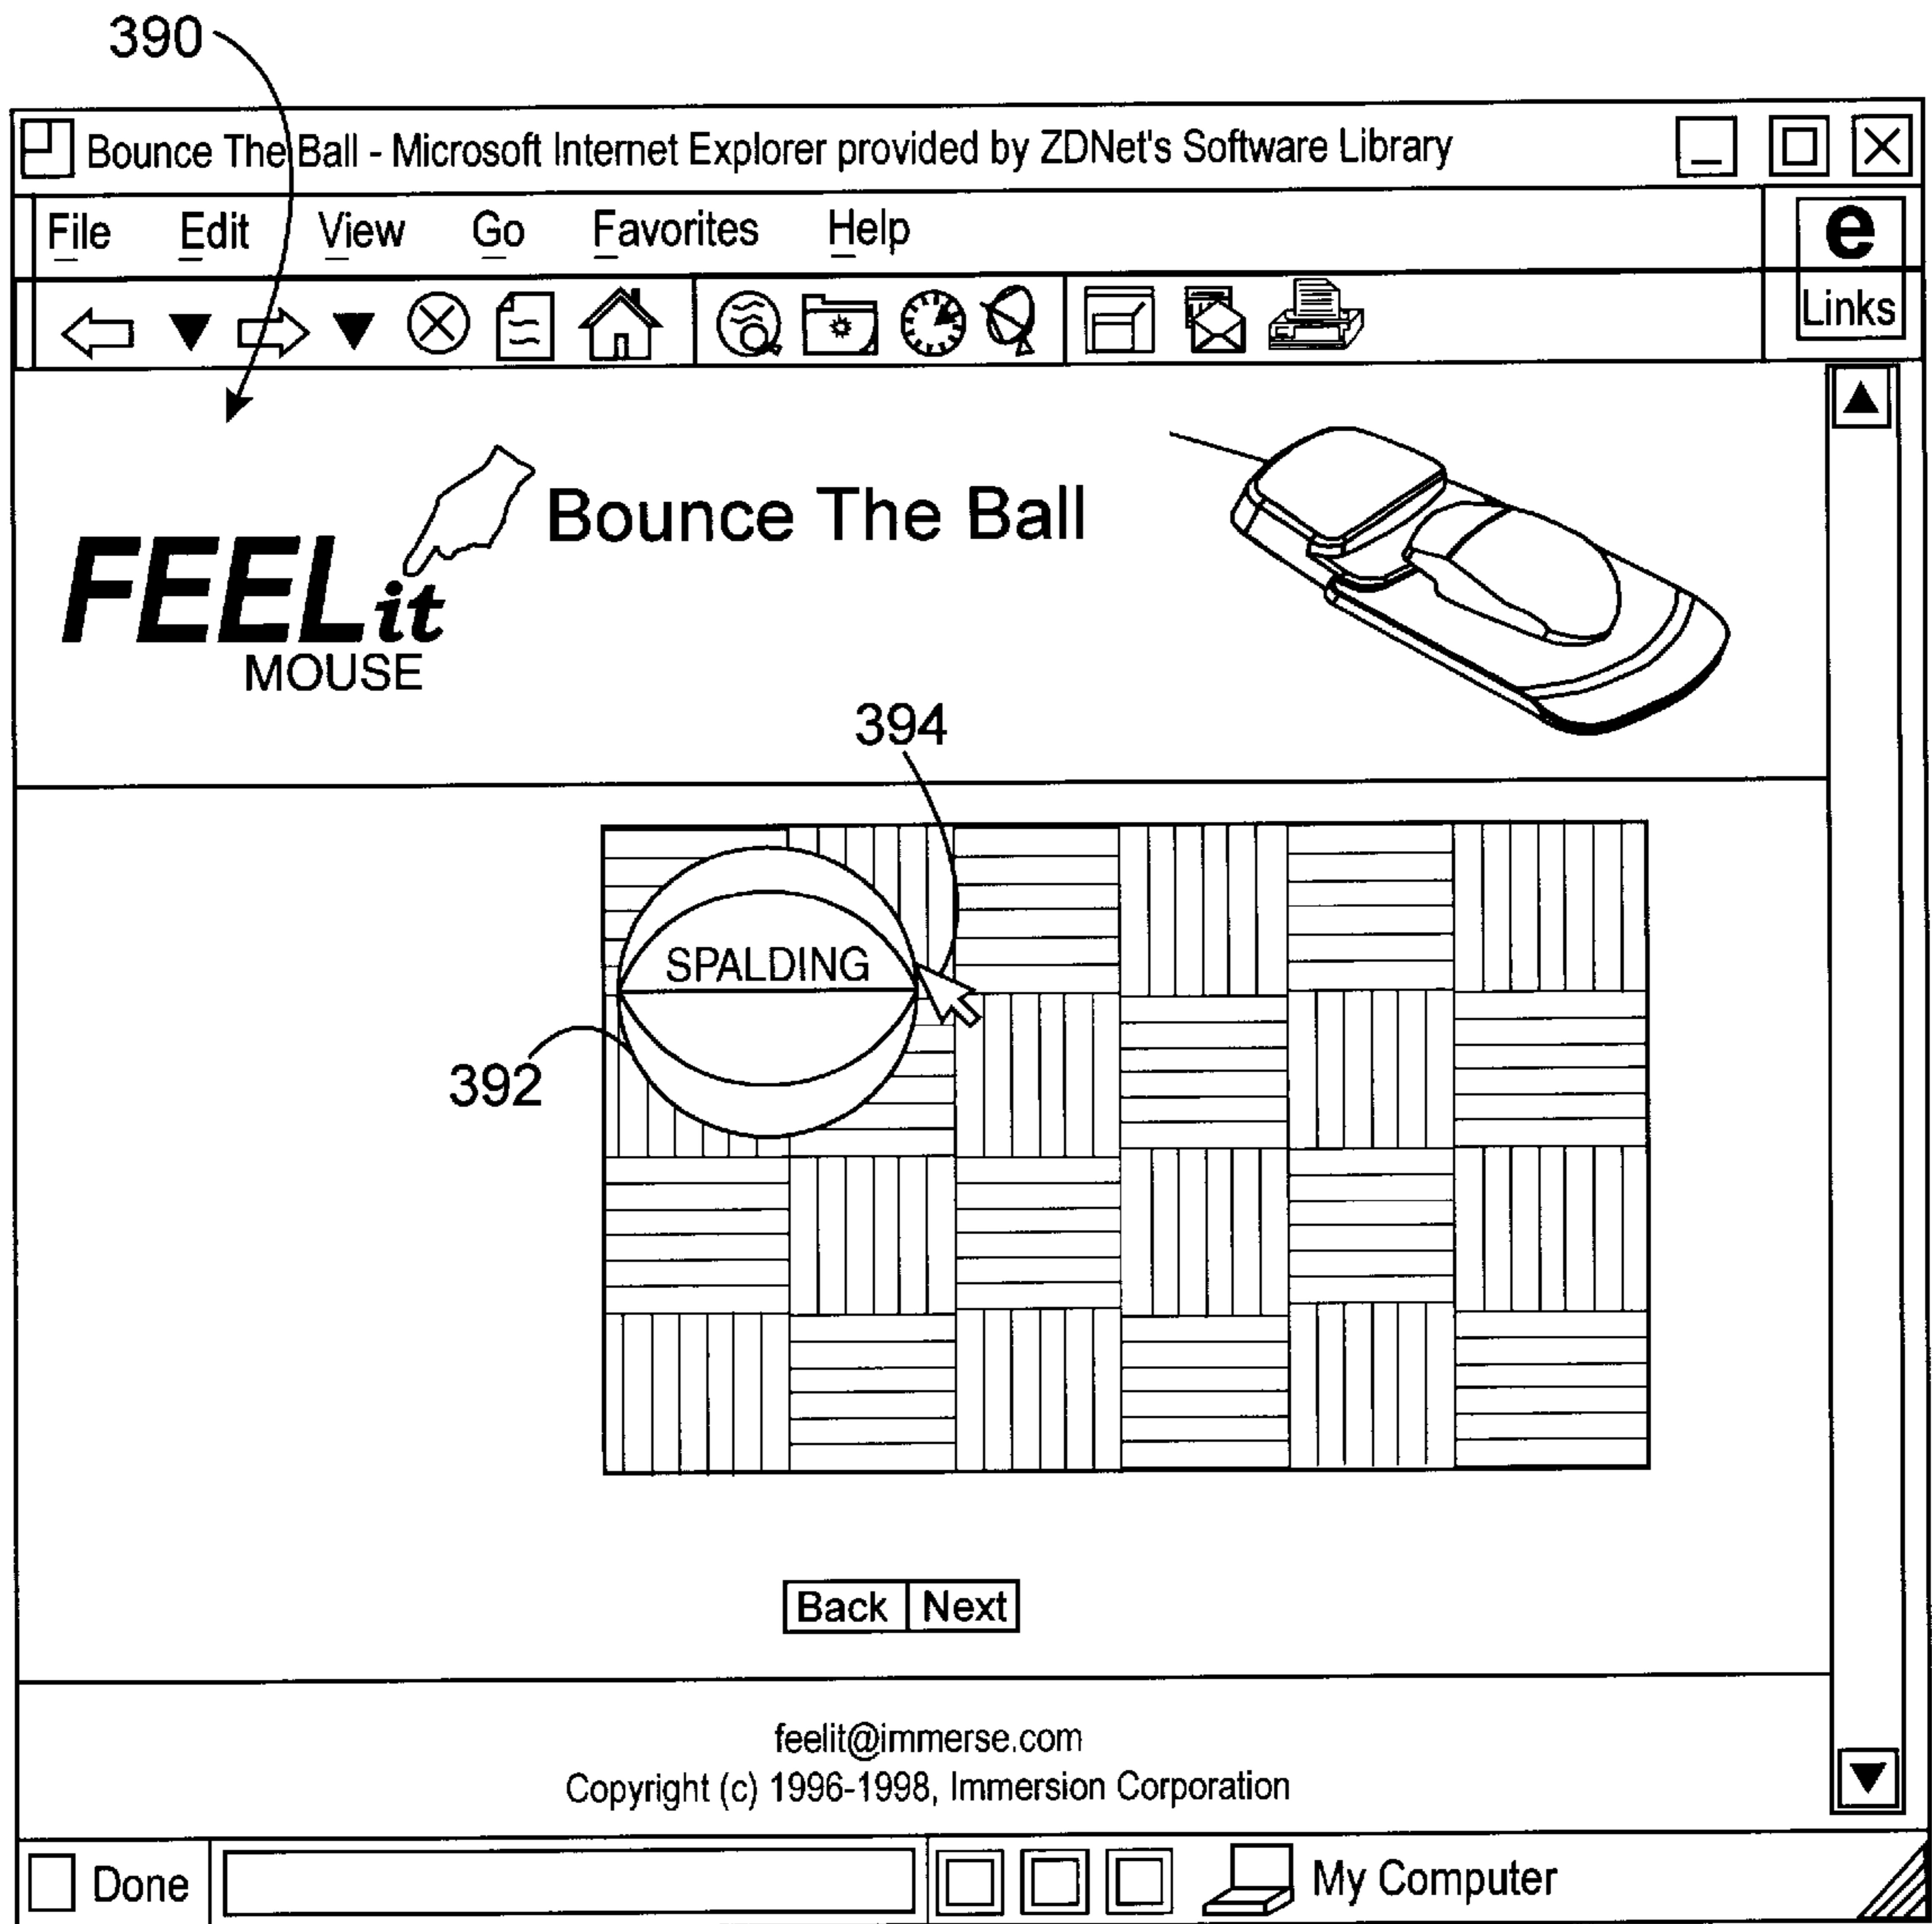 390
Bounce The Ball - Microsoft Internet Explorer provided by ZDNet's Software Library
File Edit View Go Favorites Help
e
Links
Bounce The Ball
FEELit
MOUSE
394
SPALDING
392
Back Next
feelit@immerse.com
Copyright (c) 1996-1998, Immersion Corporation
Done My Computer